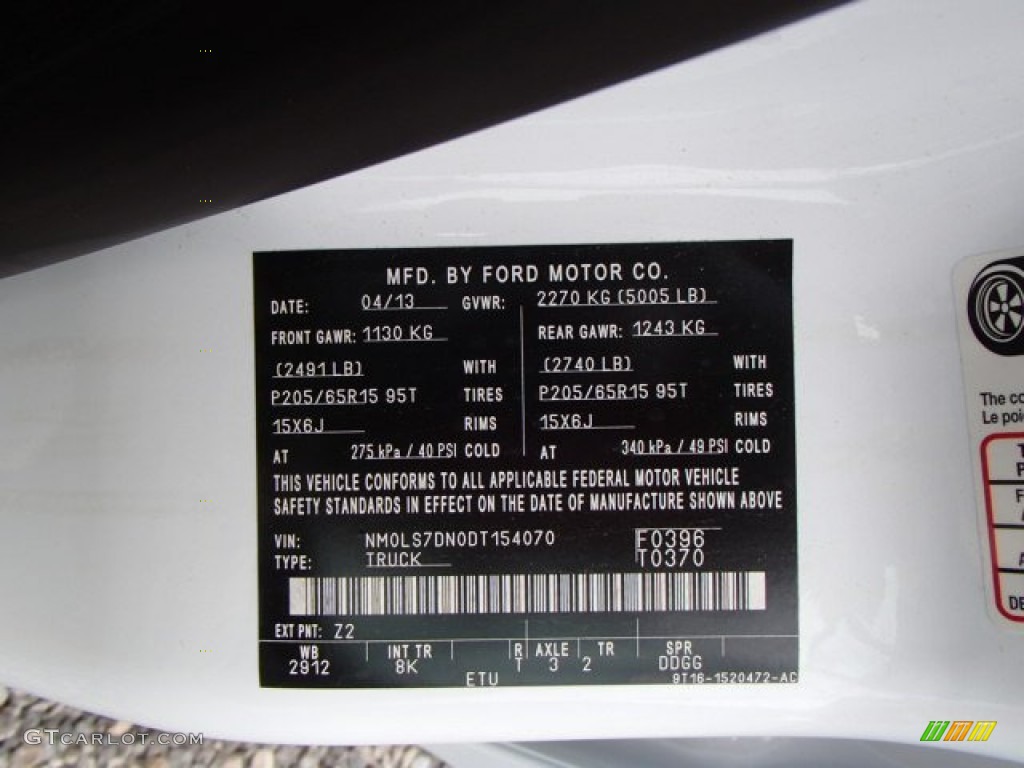 MFD. BY FORD MOTOR CO.
DATE: 04/13 GVWR: 2270 KG (5005 LB)
FRONT GAWR: 1130 KG REAR GAWR: 1243 KG
(2491 LB) WITH (2740 LB) WITH
P205/65R15 95T TIRES P205/65R15 95T TIRES
15X6J RIMS 15X6J RIMS
AT 275 kPa / 40 PSI COLD AT 340 kPa / 49 PSI COLD
THIS VEHICLE CONFORMS TO ALL APPLICABLE FEDERAL MOTOR VEHICLE
SAFETY STANDARDS IN EFFECT ON THE DATE OF MANUFACTURE SHOWN ABOVE
VIN: NM0LS7DN0DT154070 F0396
TYPE: TRUCK T0370
EXT PNT: Z2
WB INT TR R AXLE TR SPR
2912 8K T 3 2 DDGG
ETU 9T16-1520472-AC
The co
Le poi
GTCARLOT.COM